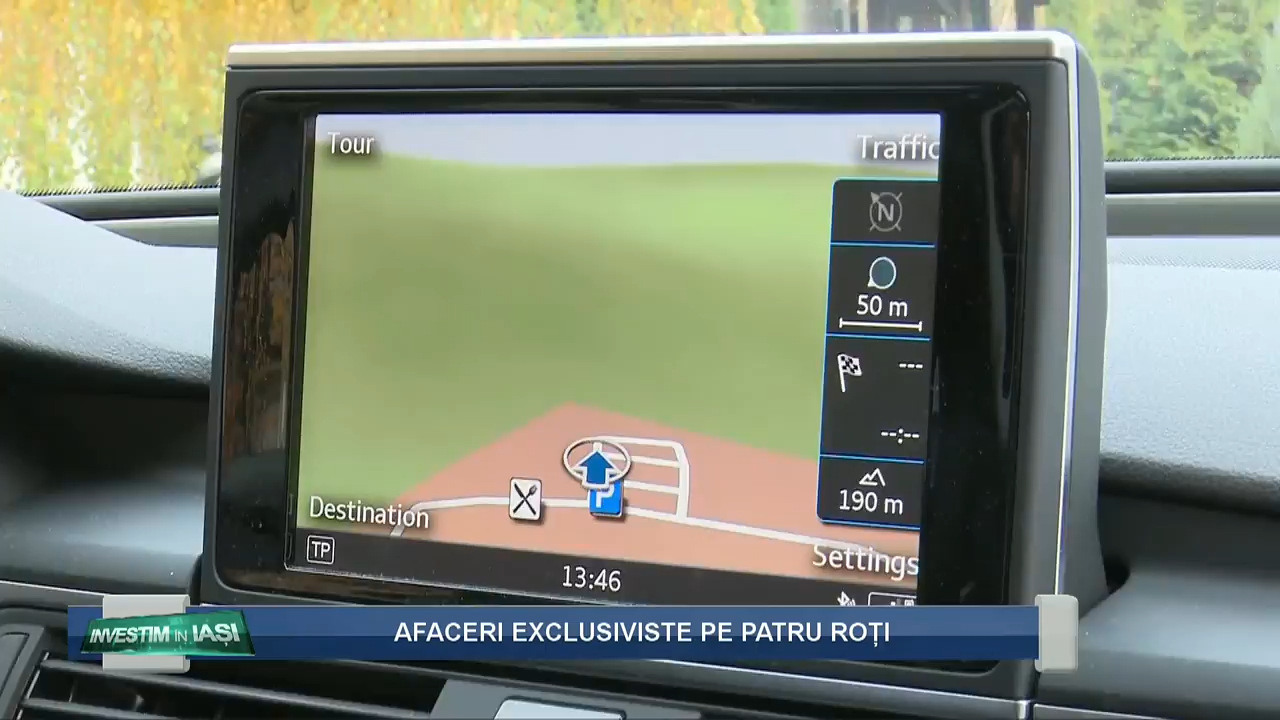 Tour
Traffic
N
50 m
---
--:--
190 m
P
Destination
Settings
TP
13:46
INVESTIM IN IAȘI
AFACERI EXCLUSIVISTE PE PATRU ROȚI